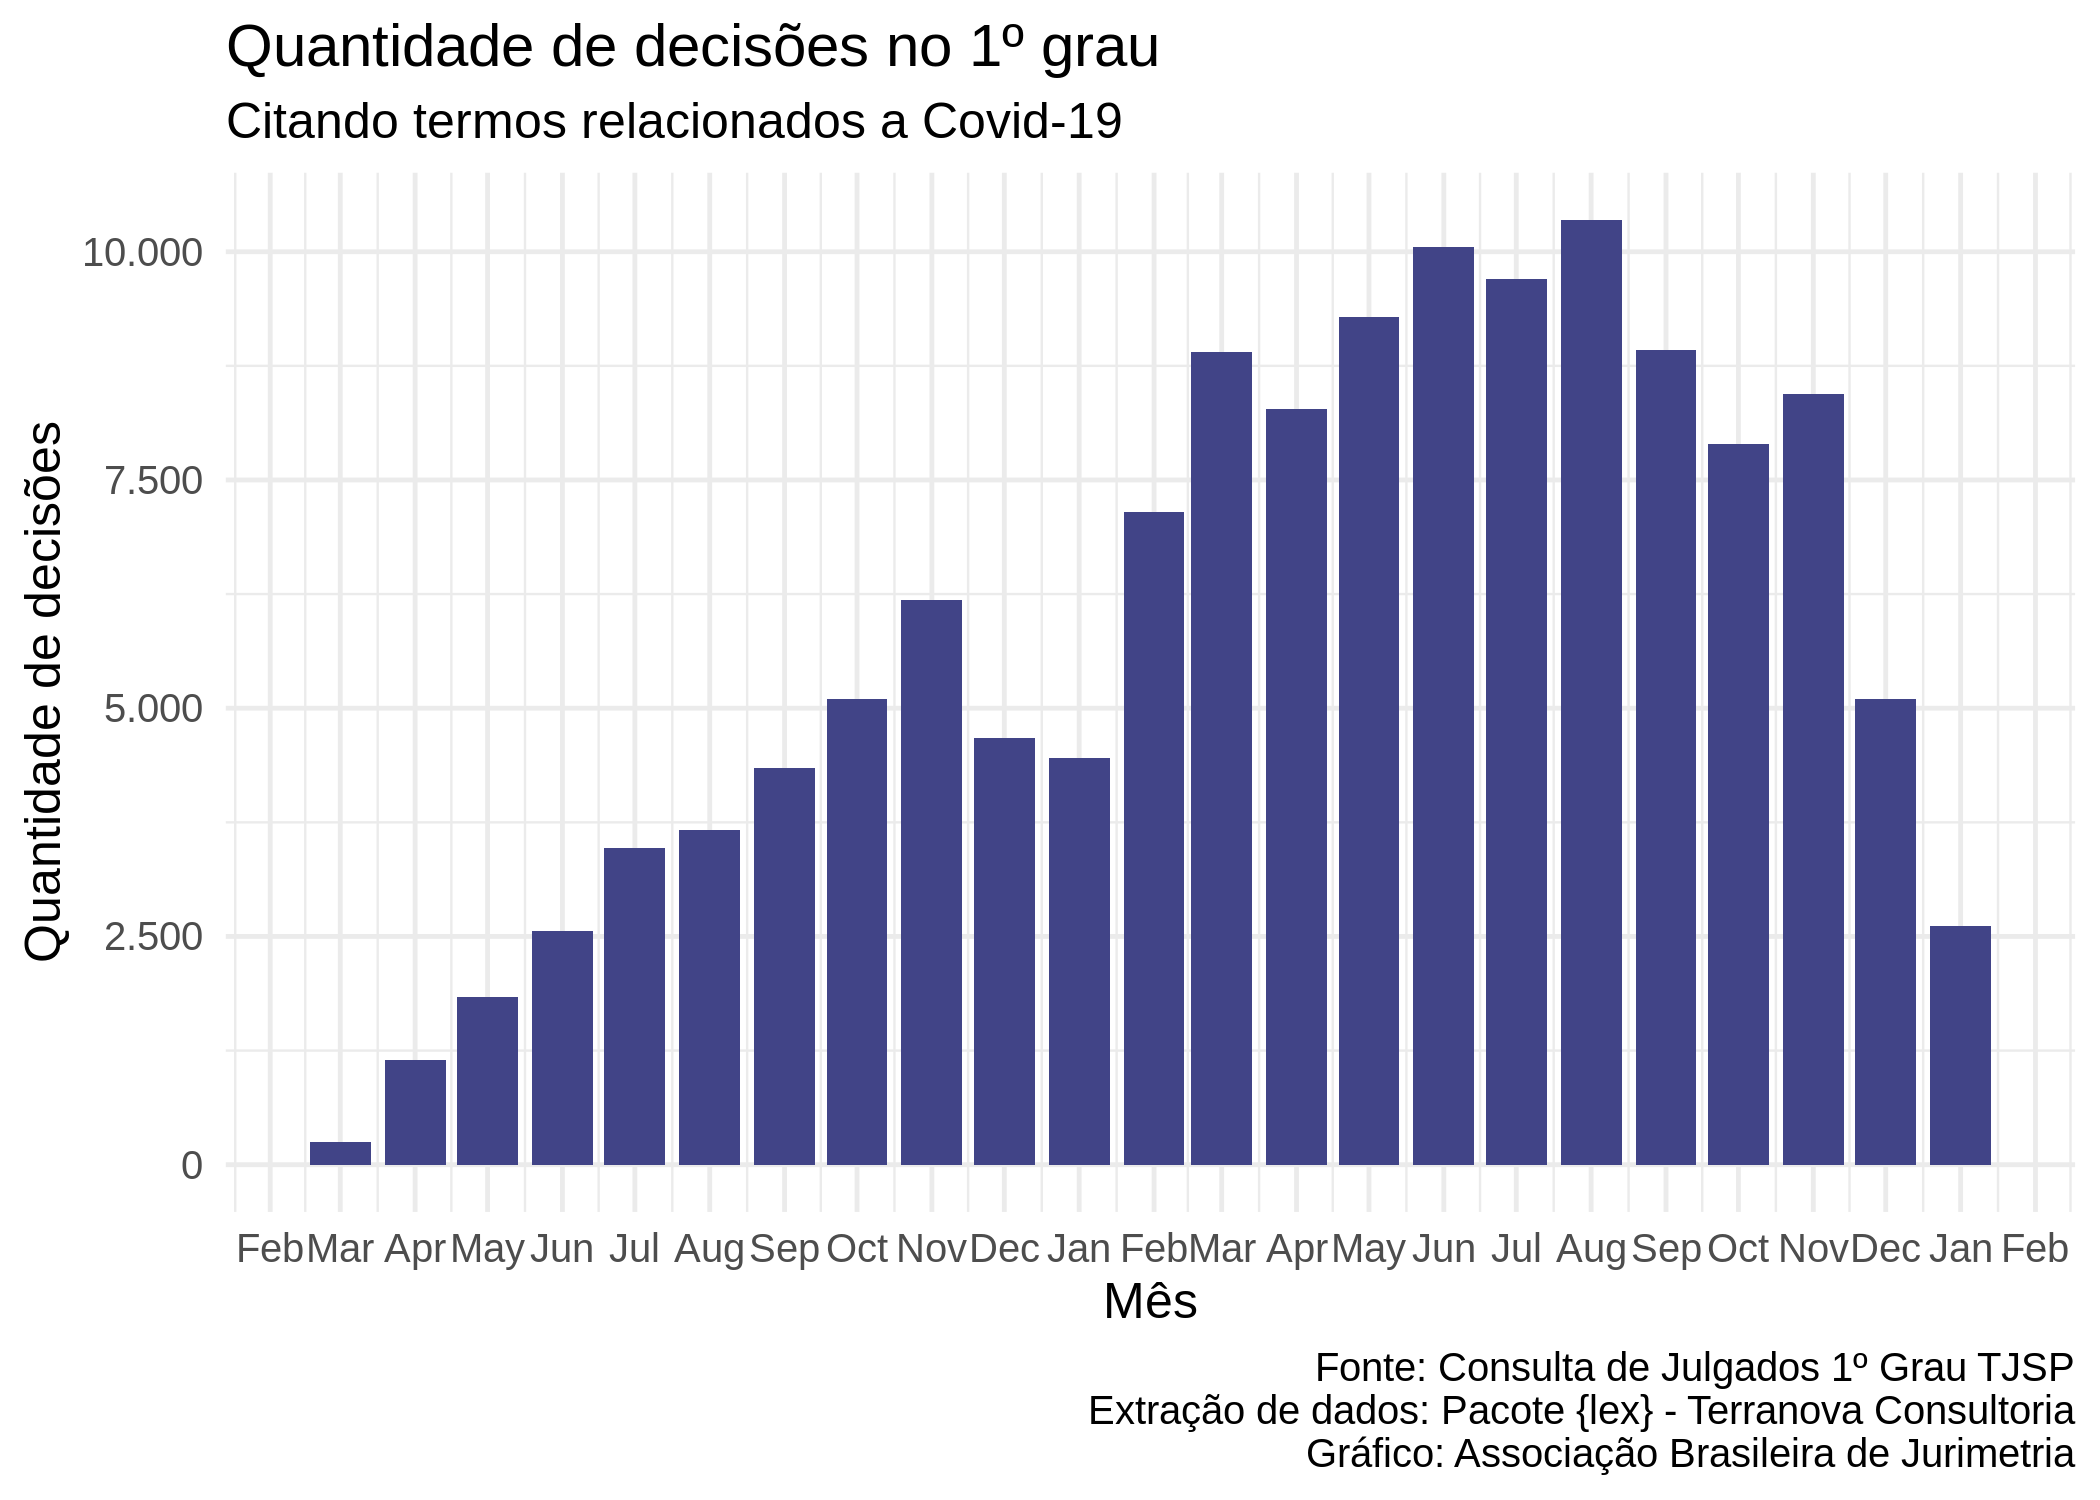 Quantidade de decisões no 1º grau
Citando termos relacionados a Covid-19
Quantidade de decisões
10.000
7.500
5.000
2.500
0
Feb Mar Apr May Jun Jul Aug Sep Oct Nov Dec Jan Feb Mar Apr May Jun Jul Aug Sep Oct Nov Dec Jan Feb
Mês
Fonte: Consulta de Julgados 1º Grau TJSP
Extração de dados: Pacote {lex} - Terranova Consultoria
Gráfico: Associação Brasileira de Jurimetria